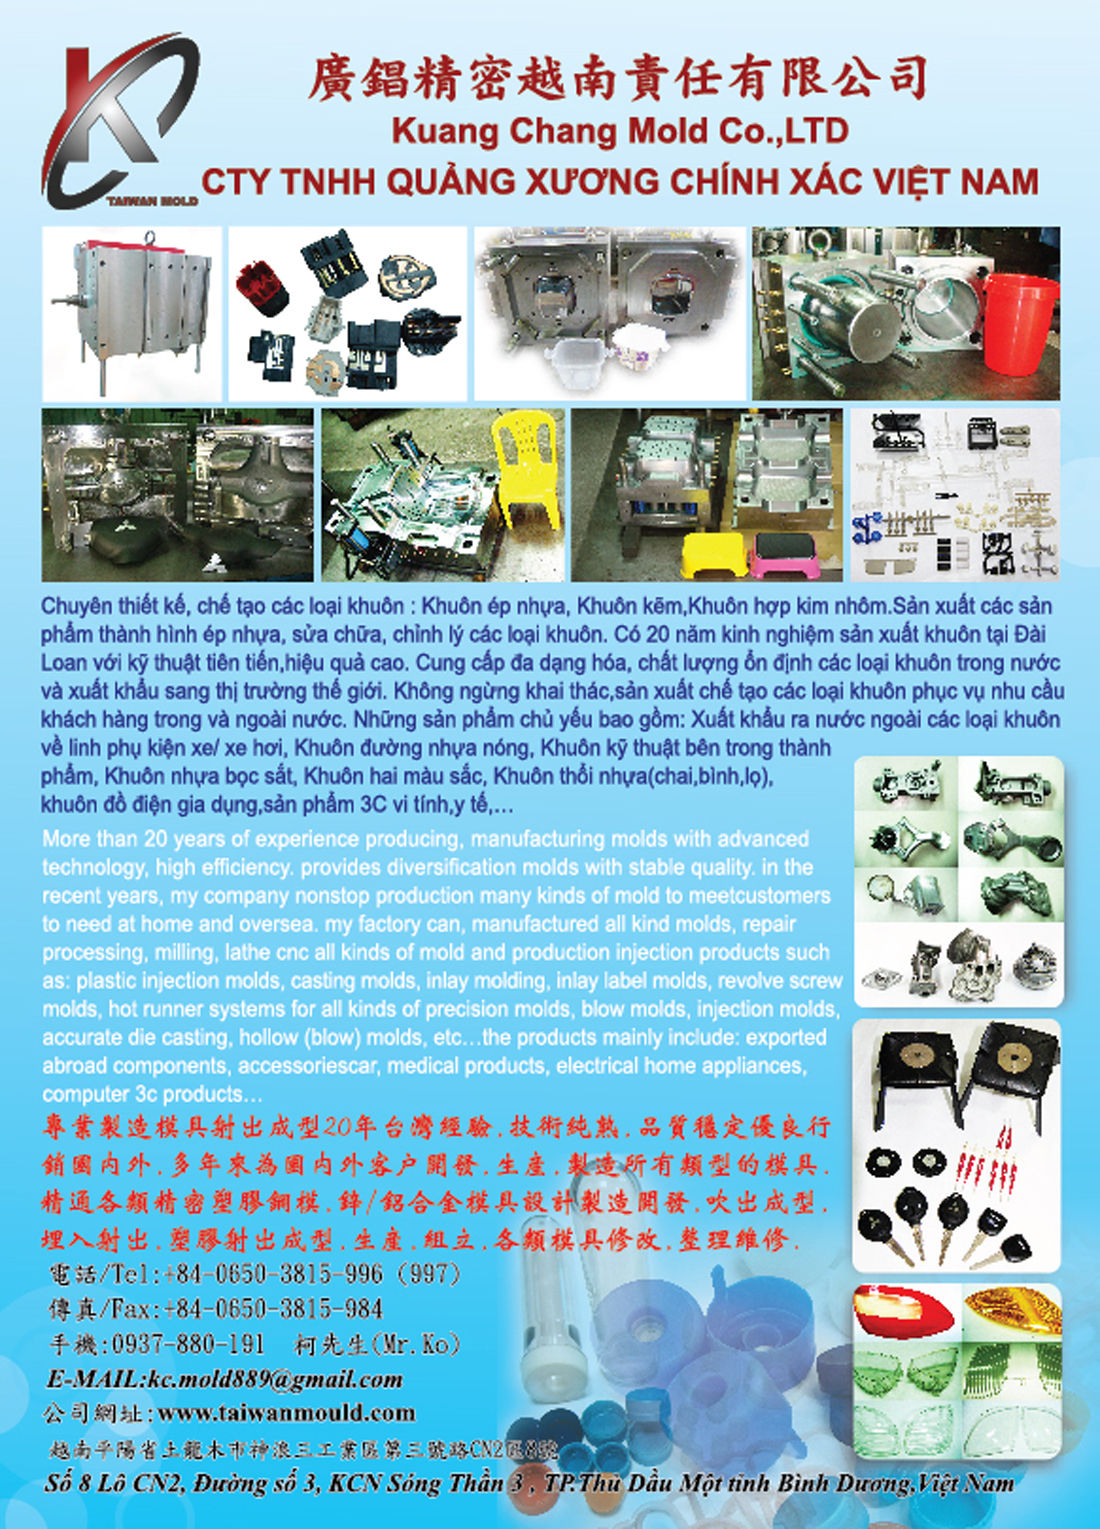 廣錩精密越南責任有限公司
Kuang Chang Mold Co.,LTD
TAIWAN MOLD
CTY TNHH QUẢNG XƯƠNG CHÍNH XÁC VIỆT NAM
Chuyên thiết kế, chế tạo các loại khuôn : Khuôn ép nhựa, Khuôn kẽm,Khuôn hợp kim nhôm.Sản xuất các sản
phẩm thành hình ép nhựa, sửa chữa, chỉnh lý các loại khuôn. Có 20 năm kinh nghiệm sản xuất khuôn tại Đài
Loan với kỹ thuật tiên tiến,hiệu quả cao. Cung cấp đa dạng hóa, chất lượng ổn định các loại khuôn trong nước
và xuất khẩu sang thị trường thế giới. Không ngừng khai thác,sản xuất chế tạo các loại khuôn phục vụ nhu cầu
khách hàng trong và ngoài nước. Những sản phẩm chủ yếu bao gồm: Xuất khẩu ra nước ngoài các loại khuôn
về linh phụ kiện xe/ xe hơi, Khuôn đường nhựa nóng, Khuôn kỹ thuật bên trong thành
phẩm, Khuôn nhựa bọc sắt, Khuôn hai màu sắc, Khuôn thổi nhựa(chai,bình,lọ),
khuôn đồ điện gia dụng,sản phẩm 3C vi tính,y tế,...
More than 20 years of experience producing, manufacturing molds with advanced
technology, high efficiency. provides diversification molds with stable quality. in the
recent years, my company nonstop production many kinds of mold to meetcustomers
to need at home and oversea. my factory can, manufactured all kind molds, repair
processing, milling, lathe cnc all kinds of mold and production injection products such
as: plastic injection molds, casting molds, inlay molding, inlay label molds, revolve screw
molds, hot runner systems for all kinds of precision molds, blow molds, injection molds,
accurate die casting, hollow (blow) molds, etc...the products mainly include: exported
abroad components, accessoriescar, medical products, electrical home appliances,
computer 3c products...
專業製造模具射出成型20年台灣經驗.技術純熟.品質穩定優良行
銷國內外.多年來為國內外客户開發.生產.製造所有類型的模具.
精通各類精密塑膠鋼模.鋅/鋁合金模具設計製造開發.吹出成型.
埋入射出.塑膠射出成型.生產.組立.各類模具修改.整理維修.
電話/Tel:+84-0650-3815-996 (997)
傳真/Fax:+84-0650-3815-984
手機:0937-880-191 柯先生(Mr.Ko)
E-MAIL:kc.mold889@gmail.com
公司網址:www.taiwanmould.com
越南平陽省土龍木市神浪三工業區第三號路CN2區8號
Số 8 Lô CN2, Đường số 3, KCN Sóng Thần 3 , TP.Thủ Dầu Một tỉnh Bình Dương,Việt Nam